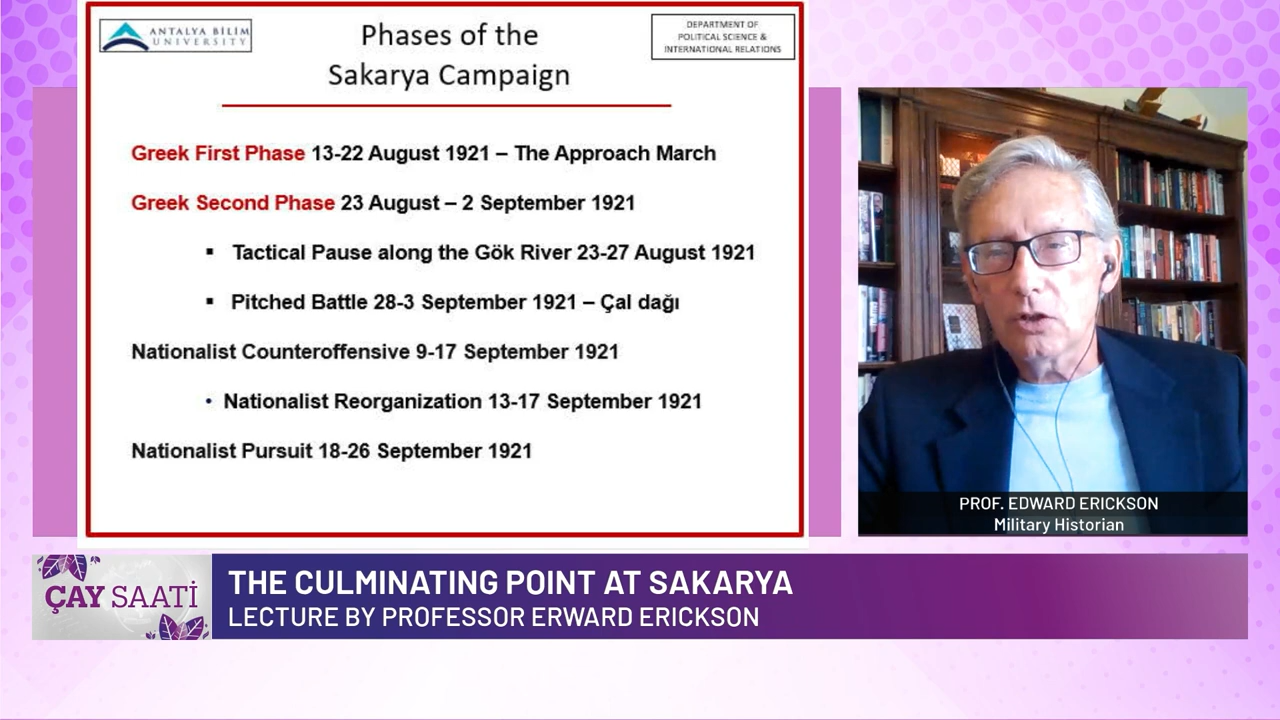 ANTALYA BİLİM
UNIVERSITY
Phases of the
Sakarya Campaign
DEPARTMENT OF
POLITICAL SCIENCE &
INTERNATIONAL RELATIONS
Greek First Phase 13-22 August 1921 – The Approach March
Greek Second Phase 23 August – 2 September 1921
▪ Tactical Pause along the Gök River 23-27 August 1921
▪ Pitched Battle 28-3 September 1921 – Çal dağı
Nationalist Counteroffensive 9-17 September 1921
• Nationalist Reorganization 13-17 September 1921
Nationalist Pursuit 18-26 September 1921
PROF. EDWARD ERICKSON
Military Historian
ÇAY SAATİ
THE CULMINATING POINT AT SAKARYA
LECTURE BY PROFESSOR ERWARD ERICKSON